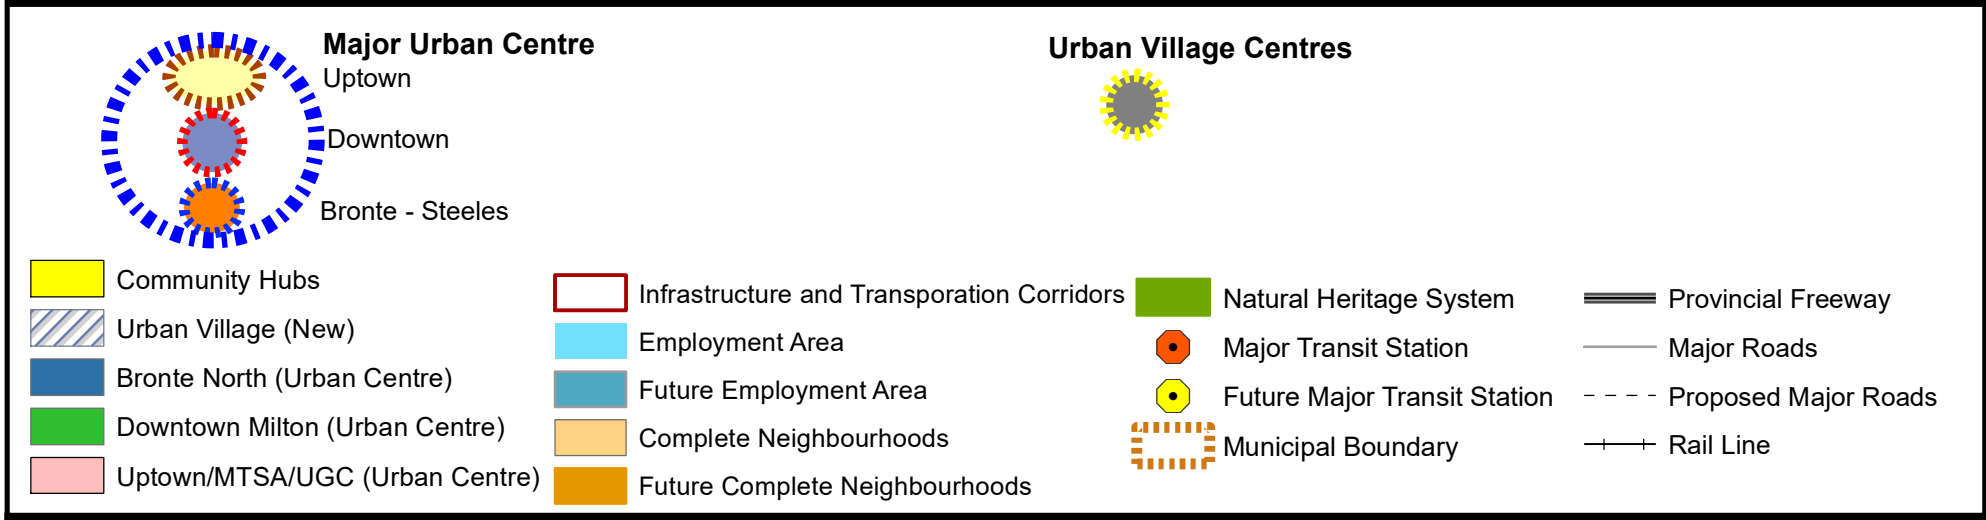 Major Urban Centre
Uptown
Downtown
Bronte - Steeles
Urban Village Centres
Community Hubs
Urban Village (New)
Bronte North (Urban Centre)
Downtown Milton (Urban Centre)
Uptown/MTSA/UGC (Urban Centre)
Infrastructure and Transporation Corridors
Employment Area
Future Employment Area
Complete Neighbourhoods
Future Complete Neighbourhoods
Natural Heritage System
Major Transit Station
Future Major Transit Station
Municipal Boundary
Provincial Freeway
Major Roads
Proposed Major Roads
Rail Line